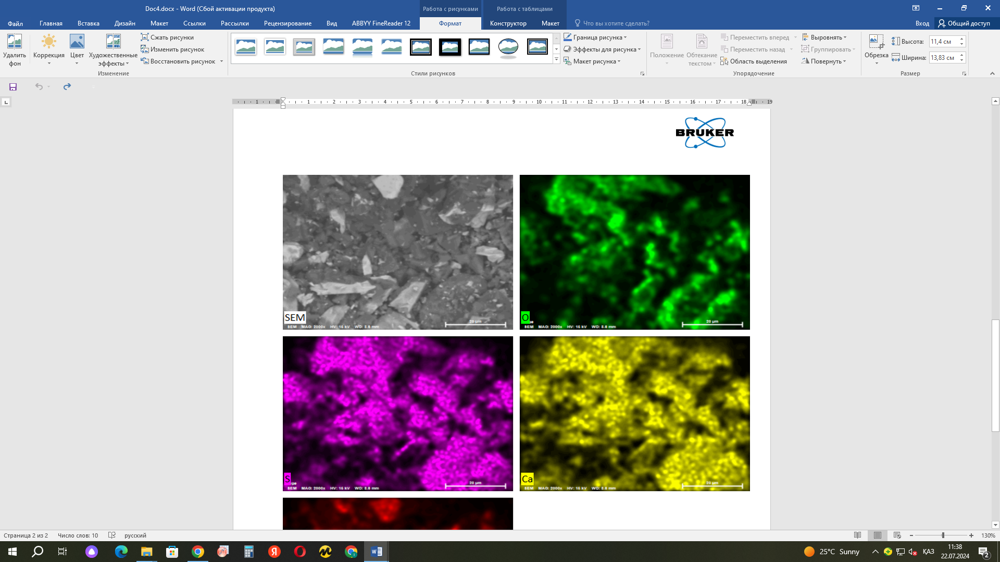 Doc4.docx - Word (Сбой активации продукта)
Работа с рисунками
Работа с таблицами
Файл
Главная
Вставка
Дизайн
Макет
Ссылки
Рассылки
Рецензирование
Вид
ABBYY FineReader 12
Формат
Конструктор
Макет
Что вы хотите сделать?
Вход
Общий доступ
Удалить фон
Коррекция
Цвет
Художественные эффекты
Сжать рисунки
Изменить рисунок
Восстановить рисунок
Изменение
Стили рисунков
Граница рисунка
Эффекты для рисунка
Макет рисунка
Положение
Обтекание текстом
Переместить вперед
Переместить назад
Область выделения
Выровнять
Группировать
Повернуть
Упорядочение
Обрезка
Высота: 11,4 см
Ширина: 13,83 см
Размер
1 1 2 3 4 5 6 7 8 9 10 11 12 13 14 15 16 17 18 19
BRUKER
SEM
20 µm
SEM MAG: 2000x HV: 15 kV WD: 8.8 mm
O
20 µm
SEM MAG: 2000x HV: 15 kV WD: 8.8 mm
S
20 µm
SEM MAG: 2000x HV: 15 kV WD: 8.8 mm
Ca
20 µm
SEM MAG: 2000x HV: 15 kV WD: 8.8 mm
Страница 2 из 2
Число слов: 10
русский
130%
25°C Sunny
ҚАЗ
11:38
22.07.2024
2